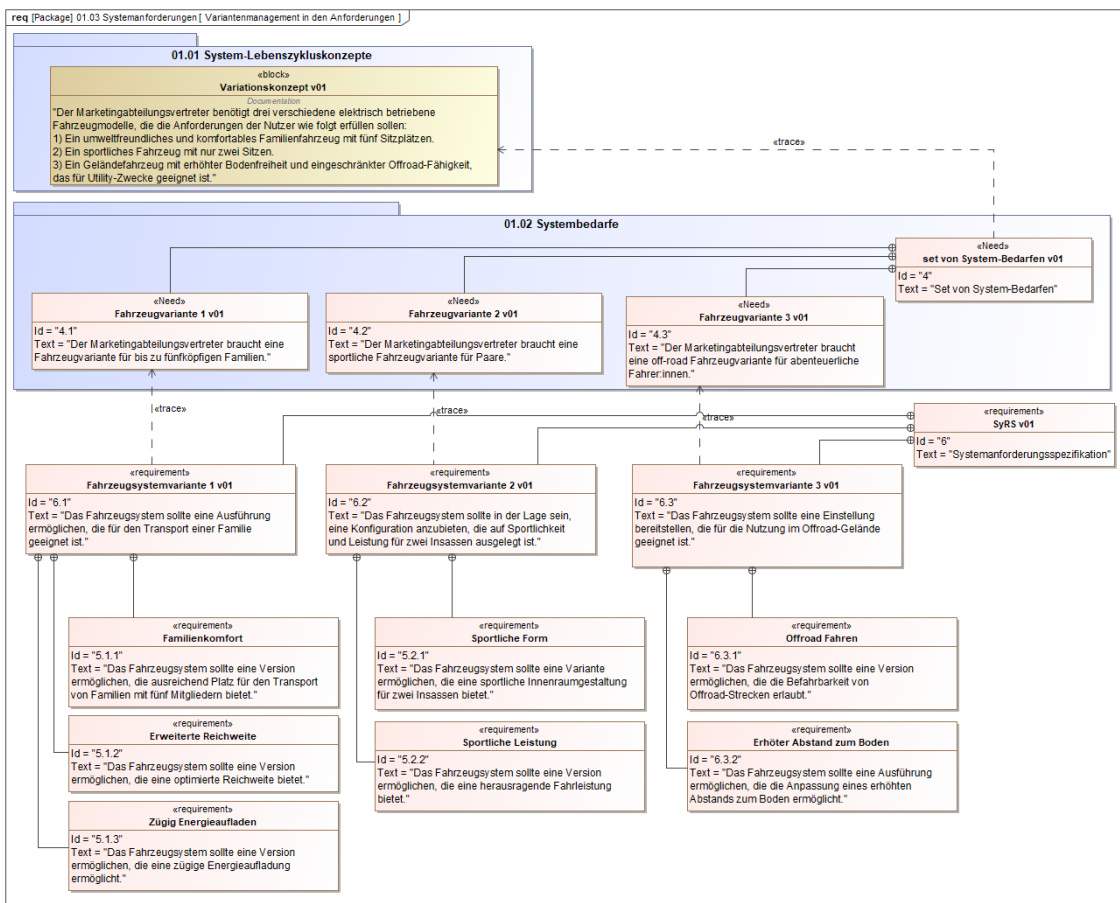 req [Package] 01.03 Systemanforderungen [ Variantenmanagement in den Anforderungen ]
01.01 System-Lebenszykluskonzepte
«block»
Variationskonzept v01
Documentation
"Der Marketingabteilungsvertreter benötigt drei verschiedene elektrisch betriebene
Fahrzeugmodelle, die die Anforderungen der Nutzer wie folgt erfüllen sollen:
1) Ein umweltfreundliches und komfortables Familienfahrzeug mit fünf Sitzplätzen.
2) Ein sportliches Fahrzeug mit nur zwei Sitzen.
3) Ein Geländefahrzeug mit erhöhter Bodenfreiheit und eingeschränkter Offroad-Fähigkeit,
das für Utility-Zwecke geeignet ist."
«trace»
01.02 Systembedarfe
«Need»
set von System-Bedarfen v01
Id = "4"
Text = "Set von System-Bedarfen"
«Need»
Fahrzeugvariante 1 v01
Id = "4.1"
Text = "Der Marketingabteilungsvertreter braucht eine
Fahrzeugvariante für bis zu fünfköpfigen Familien."
«Need»
Fahrzeugvariante 2 v01
Id = "4.2"
Text = "Der Marketingabteilungsvertreter braucht eine
sportliche Fahrzeugvariante für Paare."
«Need»
Fahrzeugvariante 3 v01
Id = "4.3"
Text = "Der Marketingabteilungsvertreter braucht
eine off-road Fahrzeugvariante für abenteuerliche
Fahrer:innen."
«trace»
«trace»
«trace»
«requirement»
SyRS v01
Id = "6"
Text = "Systemanforderungsspezifikation"
«requirement»
Fahrzeugsystemvariante 1 v01
Id = "6.1"
Text = "Das Fahrzeugsystem sollte eine Ausführung
ermöglichen, die für den Transport einer Familie
geeignet ist."
«requirement»
Fahrzeugsystemvariante 2 v01
Id = "6.2"
Text = "Das Fahrzeugsystem sollte in der Lage sein,
eine Konfiguration anzubieten, die auf Sportlichkeit
und Leistung für zwei Insassen ausgelegt ist."
«requirement»
Fahrzeugsystemvariante 3 v01
Id = "6.3"
Text = "Das Fahrzeugsystem sollte eine Einstellung
bereitstellen, die für die Nutzung im Offroad-Gelände
geeignet ist."
«requirement»
Familienkomfort
Id = "5.1.1"
Text = "Das Fahrzeugsystem sollte eine Version
ermöglichen, die ausreichend Platz für den Transport
von Familien mit fünf Mitgliedern bietet."
«requirement»
Sportliche Form
Id = "5.2.1"
Text = "Das Fahrzeugsystem sollte eine Variante
ermöglichen, die eine sportliche Innenraumgestaltung
für zwei Insassen bietet."
«requirement»
Offroad Fahren
Id = "6.3.1"
Text = "Das Fahrzeugsystem sollte eine Version
ermöglichen, die die Befahrbarkeit von
Offroad-Strecken erlaubt."
«requirement»
Erweiterte Reichweite
Id = "5.1.2"
Text = "Das Fahrzeugsystem sollte eine Version
ermöglichen, die eine optimierte Reichweite bietet."
«requirement»
Sportliche Leistung
Id = "5.2.2"
Text = "Das Fahrzeugsystem sollte eine Version
ermöglichen, die eine herausragende Fahrleistung
bietet."
«requirement»
Erhöter Abstand zum Boden
Id = "6.3.2"
Text = "Das Fahrzeugsystem sollte eine Ausführung
ermöglichen, die die Anpassung eines erhöhten
Abstands zum Boden ermöglicht."
«requirement»
Zügig Energieaufladen
Id = "5.1.3"
Text = "Das Fahrzeugsystem sollte eine Version
ermöglichen, die eine zügige Energieaufladung
ermöglicht."